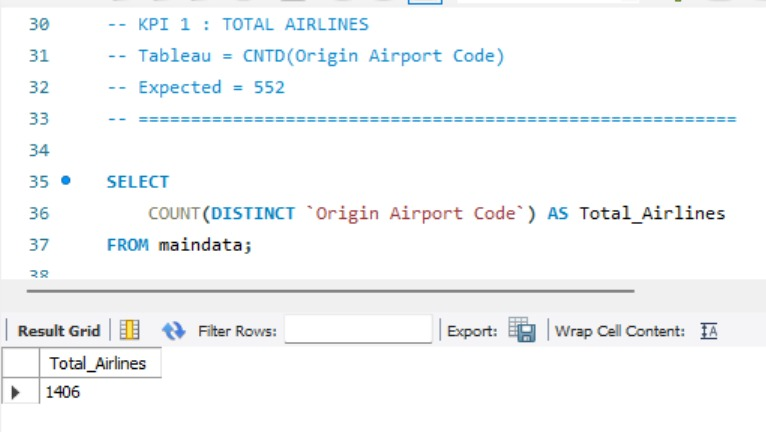 30 -- KPI 1 : TOTAL AIRLINES
31 -- Tableau = CNTD(Origin Airport Code)
32 -- Expected = 552
33 -- =========================================================
34
35 SELECT
36 COUNT(DISTINCT `Origin Airport Code`) AS Total_Airlines
37 FROM maindata;
38
Result Grid Filter Rows: Export: Wrap Cell Content: IA
Total_Airlines
1406